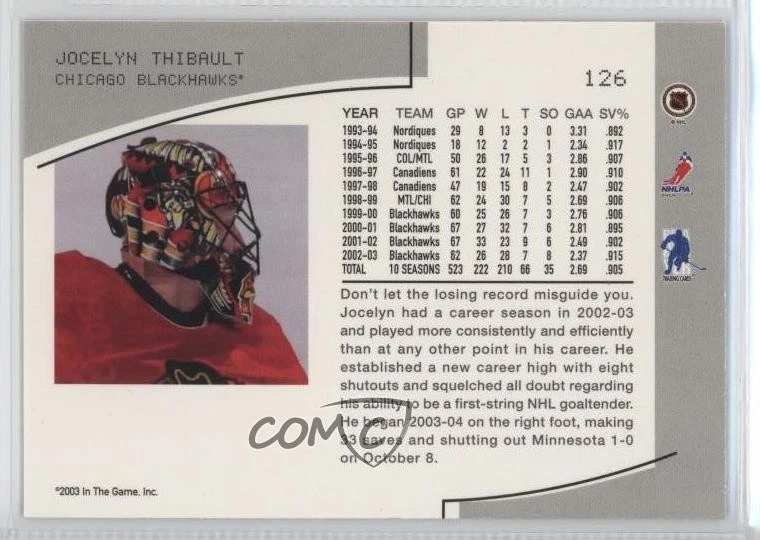 JOCELYN THIBAULT
CHICAGO BLACKHAWKS®
126
YEAR TEAM GP W L T SO GAA SV%
1993-94 Nordiques 29 8 13 3 0 3.31 .892
1994-95 Nordiques 18 12 2 2 1 2.34 .917
1995-96 COL/MTL 50 26 17 5 3 2.86 .907
1996-97 Canadiens 61 22 24 11 1 2.90 .910
1997-98 Canadiens 47 19 15 8 2 2.47 .902
1998-99 MTL/CHI 62 24 30 7 5 2.69 .906
1999-00 Blackhawks 60 25 26 7 3 2.76 .906
2000-01 Blackhawks 67 27 32 7 6 2.81 .895
2001-02 Blackhawks 67 33 23 9 6 2.49 .902
2002-03 Blackhawks 62 26 28 7 8 2.37 .915
TOTAL 10 SEASONS 523 222 210 66 35 2.69 .905
Don't let the losing record misguide you.
Jocelyn had a career season in 2002-03
and played more consistently and efficiently
than at any other point in his career. He
established a new career high with eight
shutouts and squelched all doubt regarding
his ability to be a first-string NHL goaltender.
He began 2003-04 on the right foot, making
33 saves and shutting out Minnesota 1-0
on October 8.
©2003 In The Game, Inc.
® NHL
NHLPA
TRADING CARDS
COMC